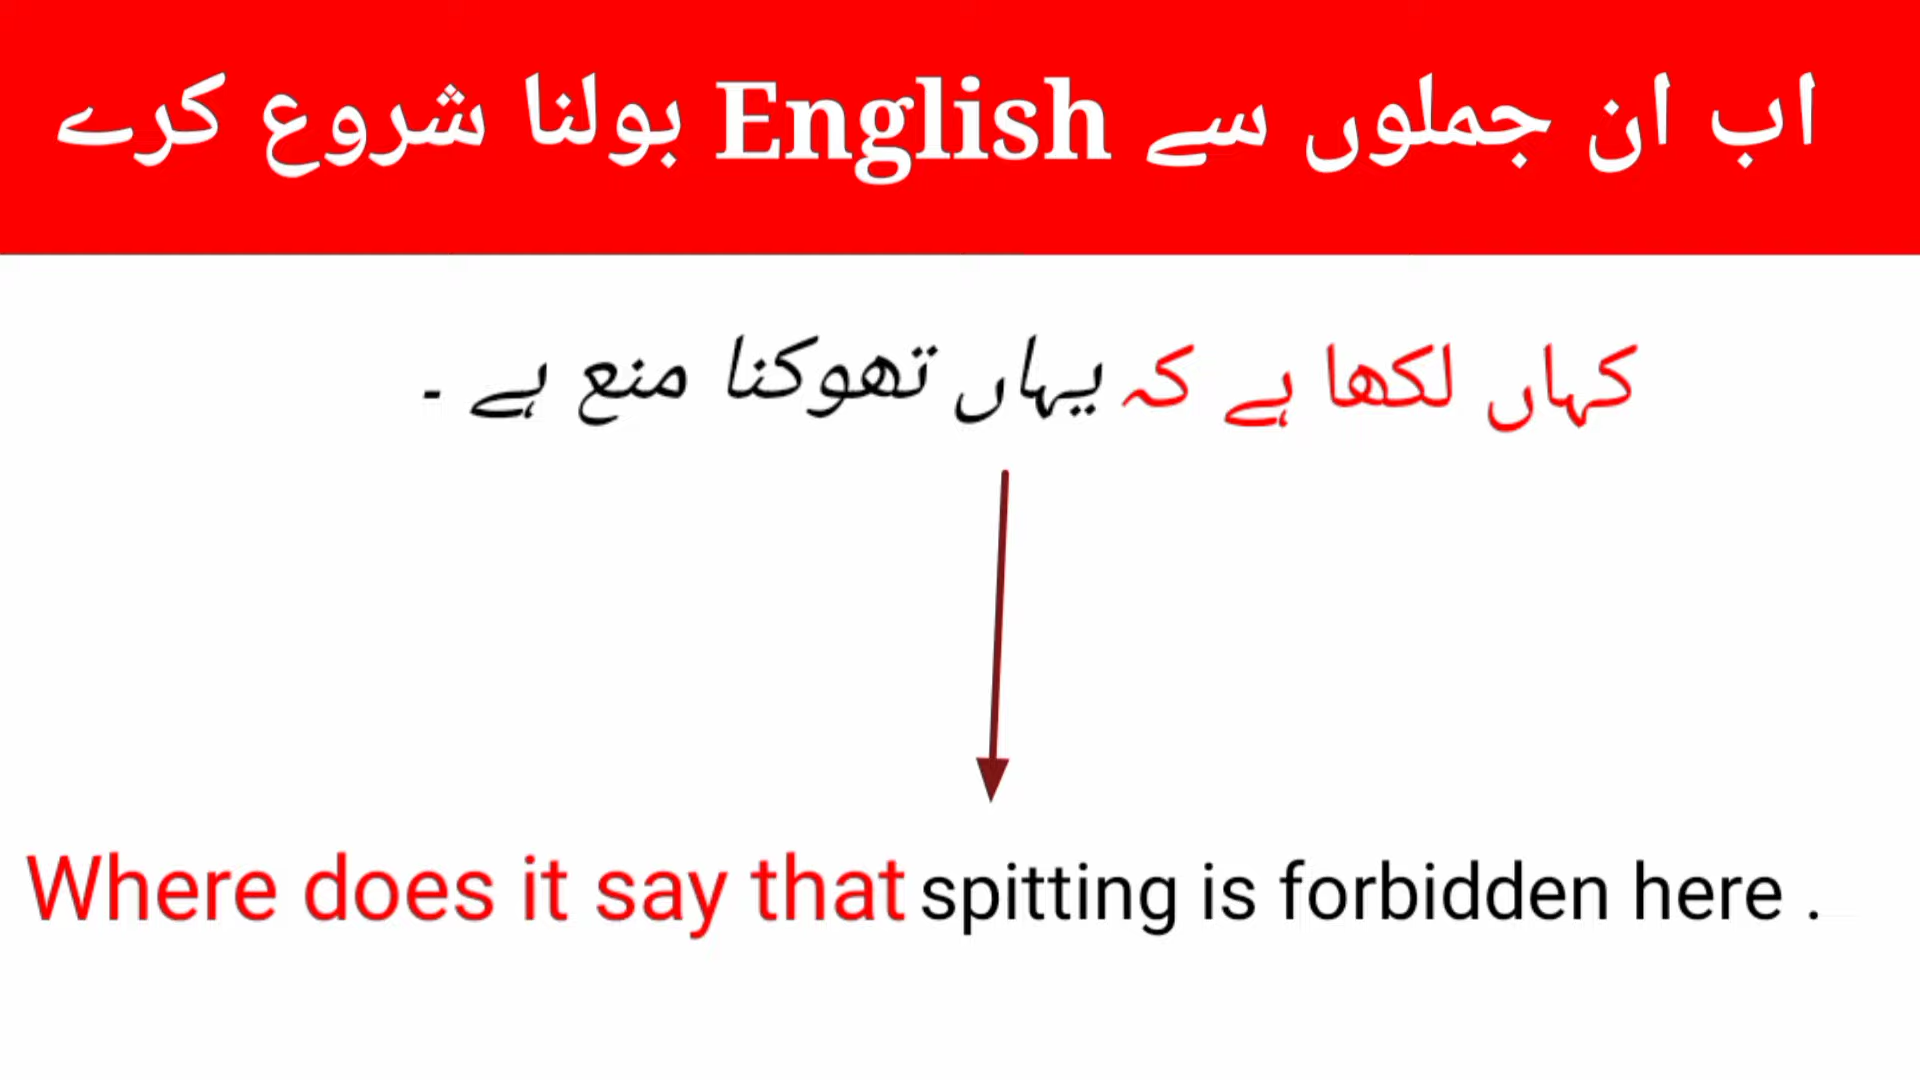 اب ان جملوں سے English بولنا شروع کرے
کہاں لکھا ہے کہ یہاں تھوکنا منع ہے ۔
Where does it say that spitting is forbidden here .